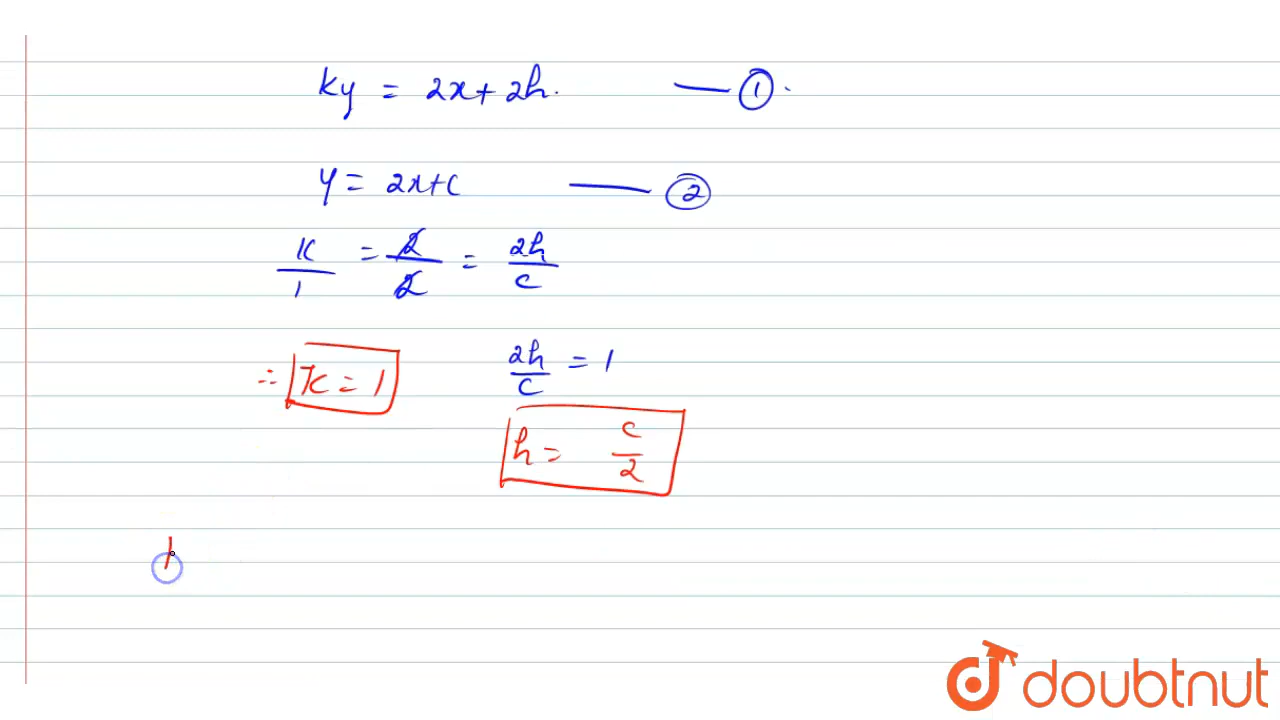 ky = 2x + 2h. — ①.
y = 2x + c — ②
k/1 = 2/2 = 2h/c
∴ k = 1
2h/c = 1
h = c/2
doubtnut